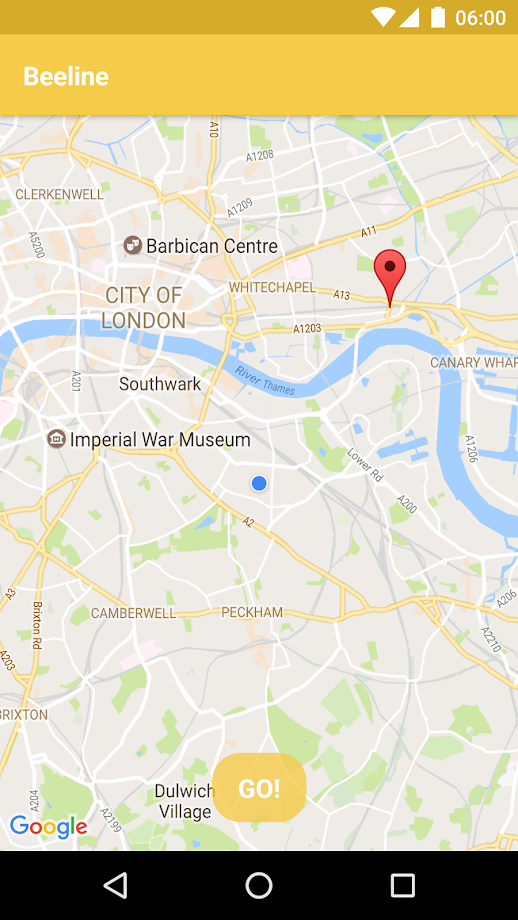 06:00
Beeline
A10
A1208
CLERKENWELL
A1209
A5200
A11
Barbican Centre
WHITECHAPEL
A13
CITY OF
LONDON
A1203
CANARY WHAR
River Thames
A201
Southwark
Imperial War Museum
A1206
Lower Rd
A200
A2
A3
Brixton Rd
CAMBERWELL
PECKHAM
A206
A2210
A203
BRIXTON
Dulwich
Village
GO!
A204
A2199
Google